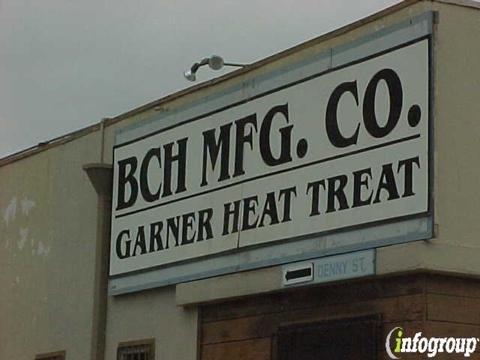 BCH MFG. CO.
GARNER HEAT TREAT
DENNY ST.
infogroup